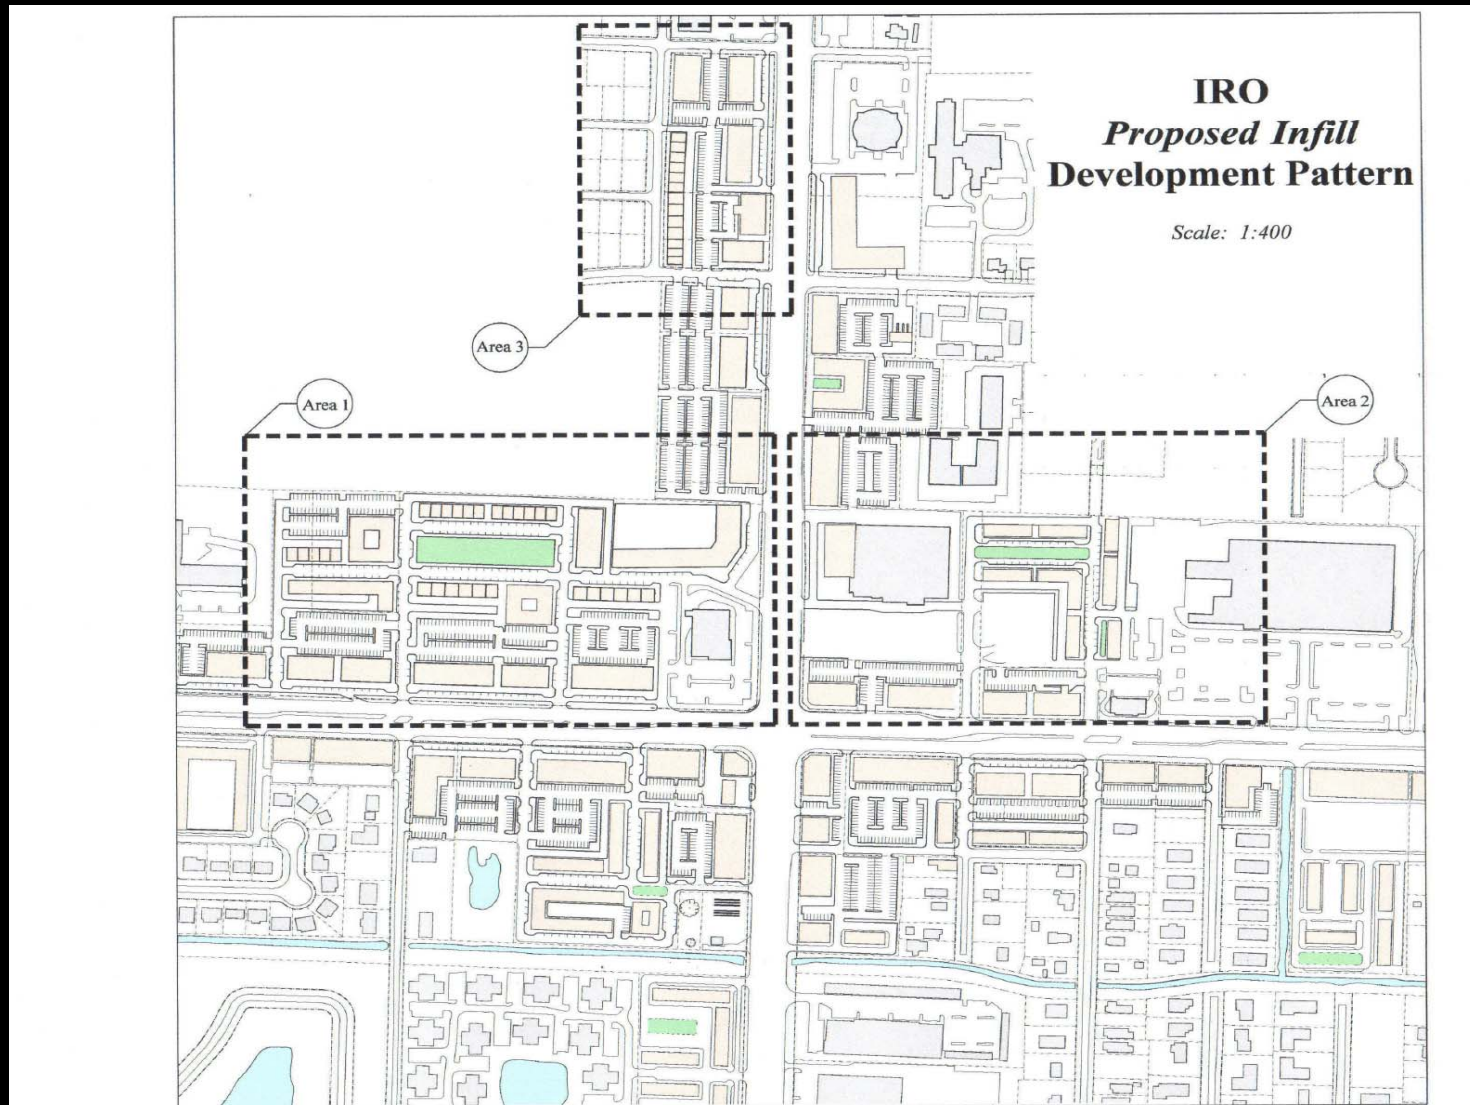 IRO
Proposed Infill
Development Pattern
Scale: 1:400
Area 3
Area 1
Area 2